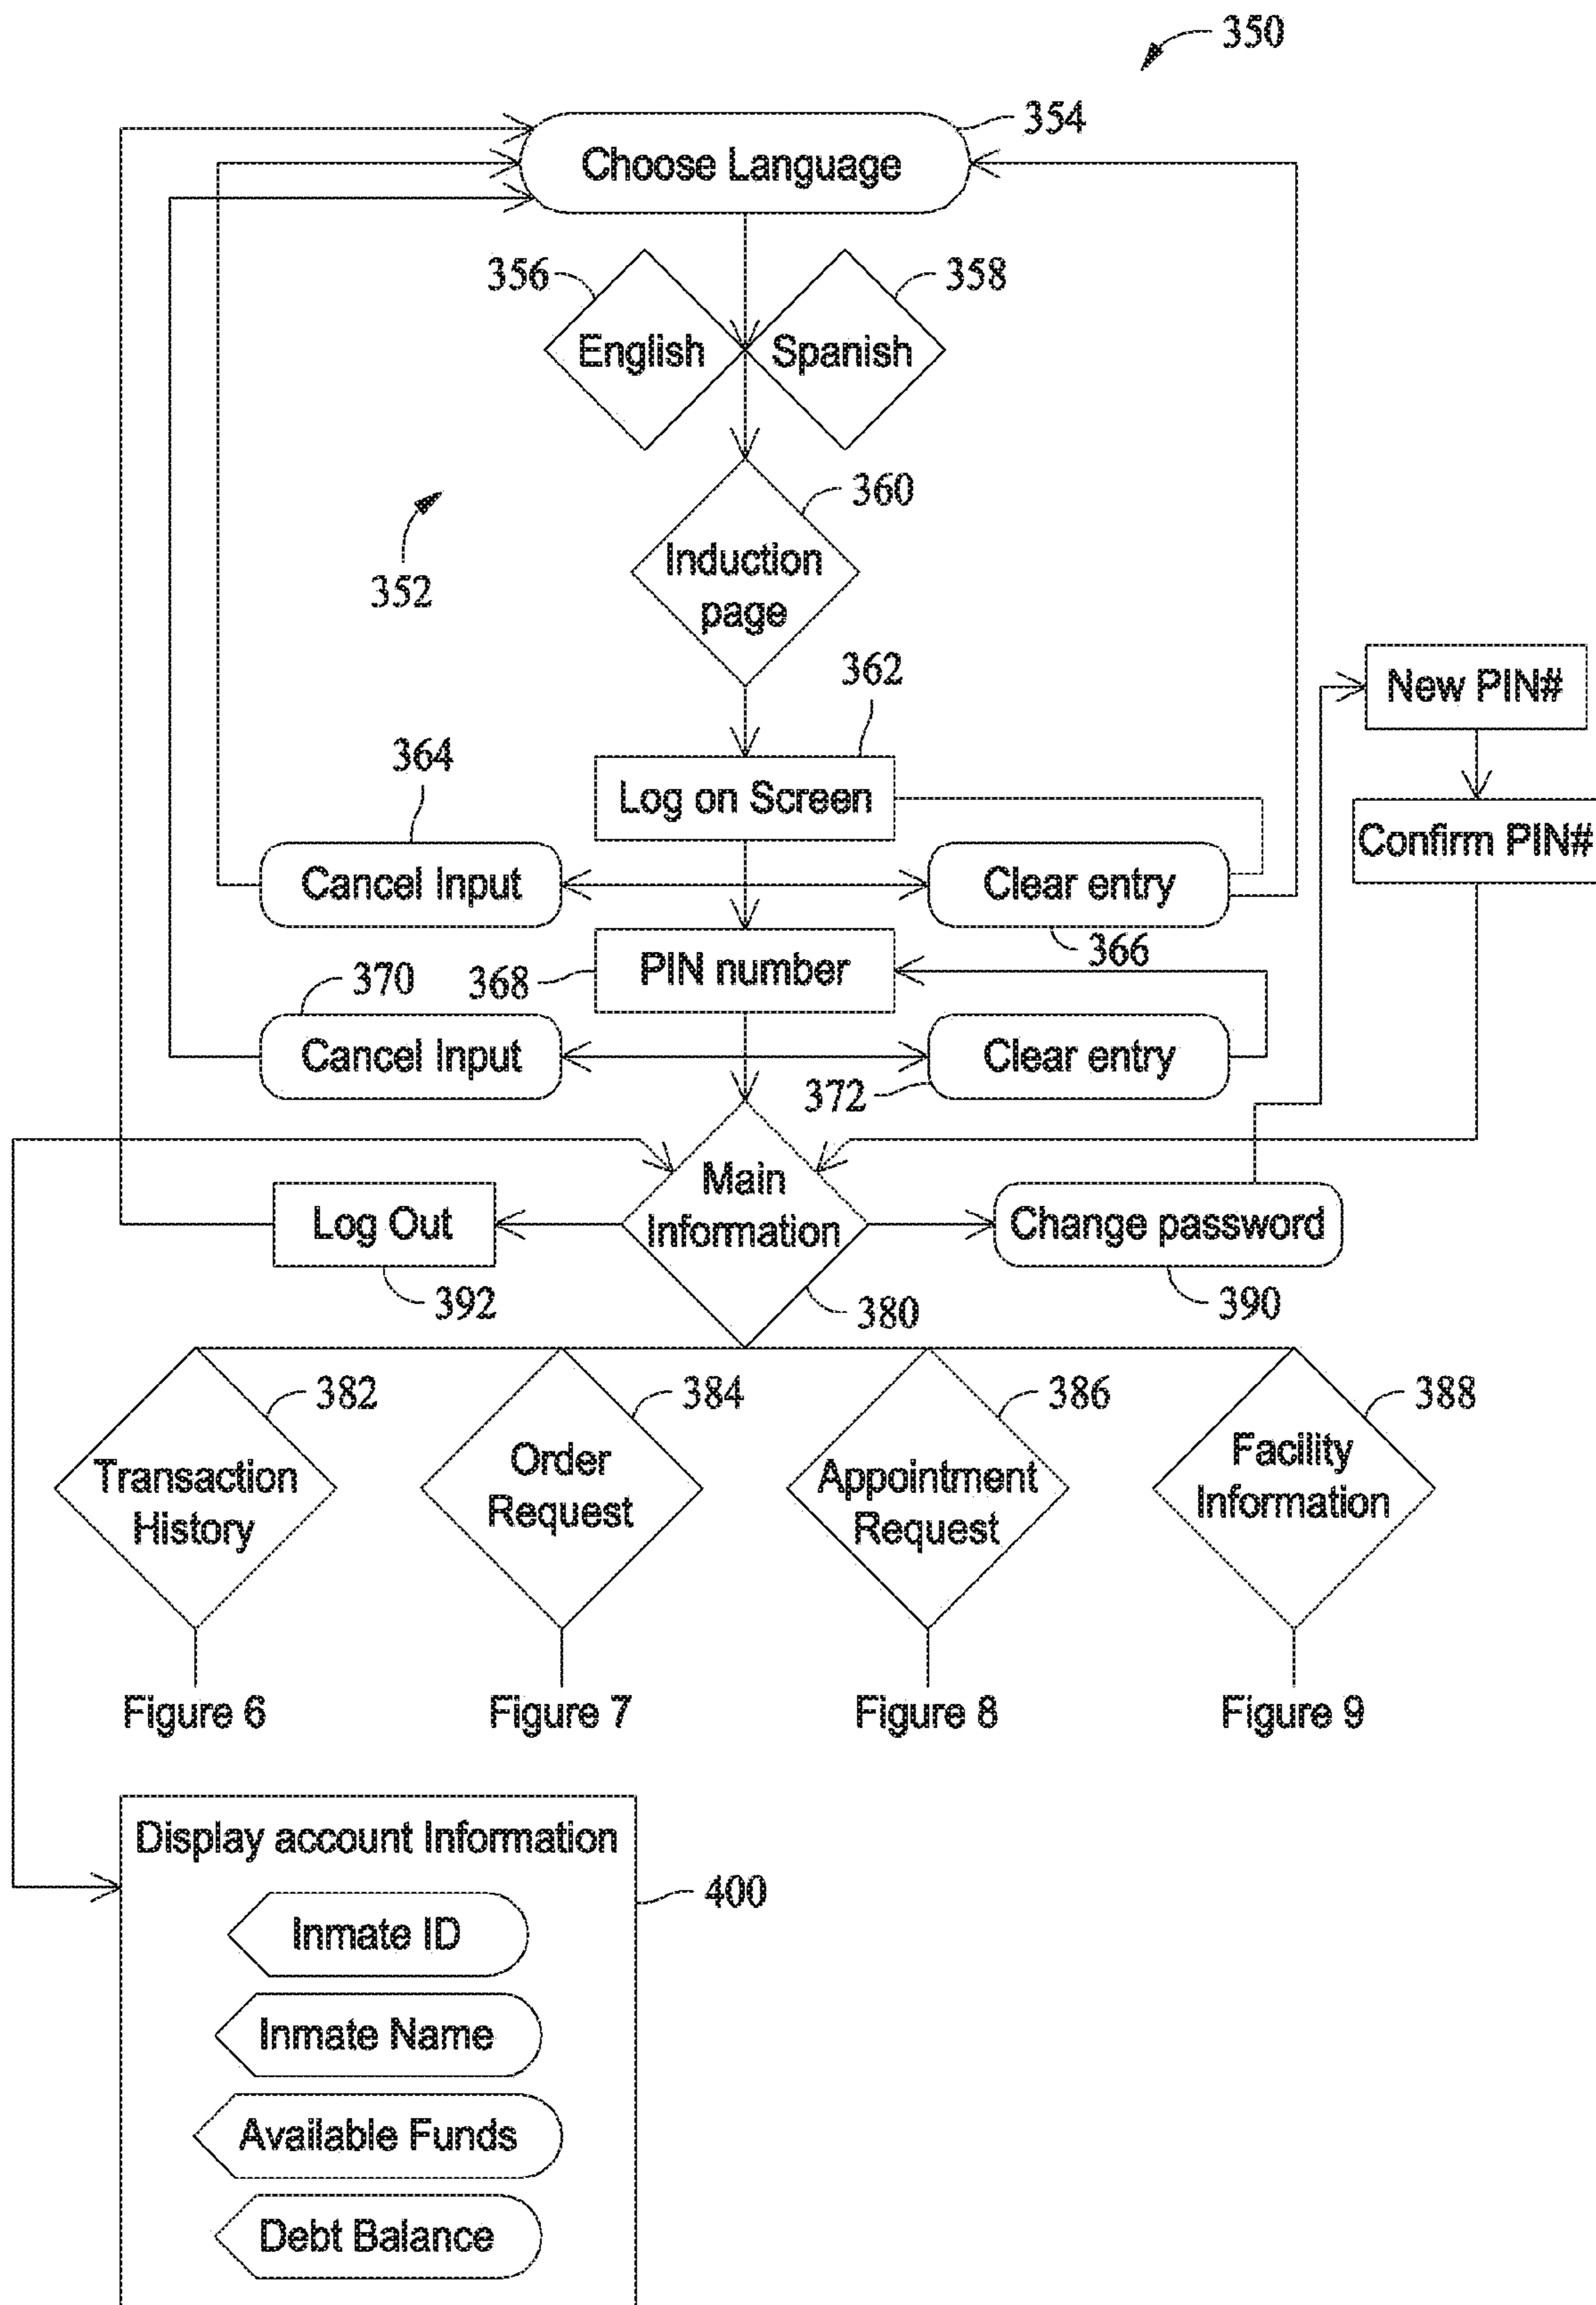 350
354
Choose Language
356
358
English
Spanish
360
352
Induction
page
362
New PIN#
364
Log on Screen
Confirm PIN#
Cancel Input
Clear entry
366
370
368
PIN number
Cancel Input
Clear entry
372
Main
Information
Log Out
Change password
392
380
390
382
384
386
388
Transaction
History
Order
Request
Appointment
Request
Facility
Information
Figure 6
Figure 7
Figure 8
Figure 9
Display account Information
400
Inmate ID
Inmate Name
Available Funds
Debt Balance